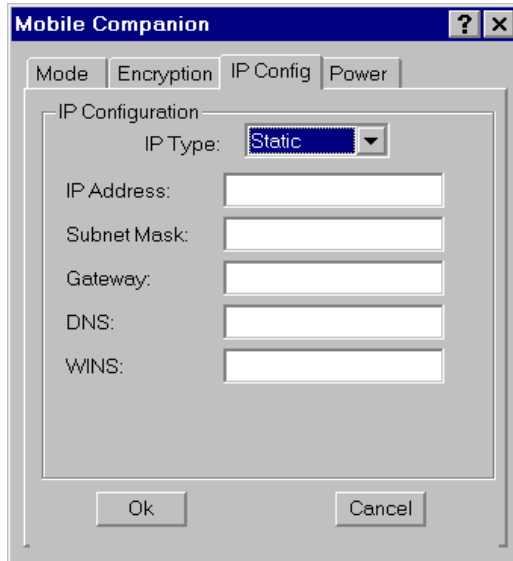 Mobile Companion ? ×
Mode Encryption IP Config Power
IP Configuration
IP Type: Static
IP Address:
Subnet Mask:
Gateway:
DNS:
WINS:
Ok Cancel